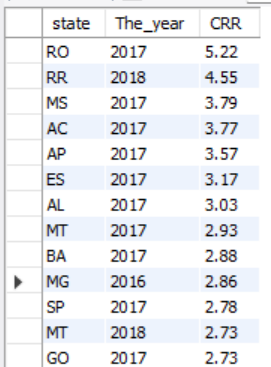 state The_year CRR
RO 2017 5.22
RR 2018 4.55
MS 2017 3.79
AC 2017 3.77
AP 2017 3.57
ES 2017 3.17
AL 2017 3.03
MT 2017 2.93
BA 2017 2.88
MG 2016 2.86
SP 2017 2.78
MT 2018 2.73
GO 2017 2.73